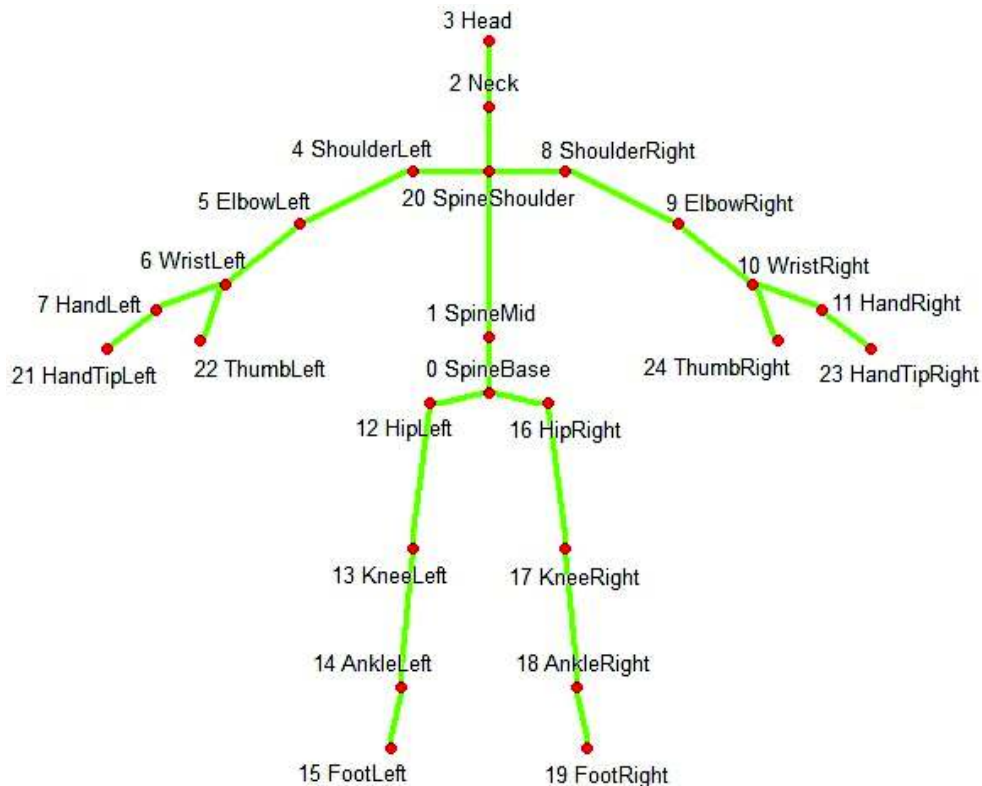 3 Head
2 Neck
4 ShoulderLeft
8 ShoulderRight
20 SpineShoulder
5 ElbowLeft
9 ElbowRight
6 WristLeft
10 WristRight
7 HandLeft
11 HandRight
1 SpineMid
22 ThumbLeft
0 SpineBase
24 ThumbRight
21 HandTipLeft
23 HandTipRight
12 HipLeft
16 HipRight
13 KneeLeft
17 KneeRight
14 AnkleLeft
18 AnkleRight
15 FootLeft
19 FootRight